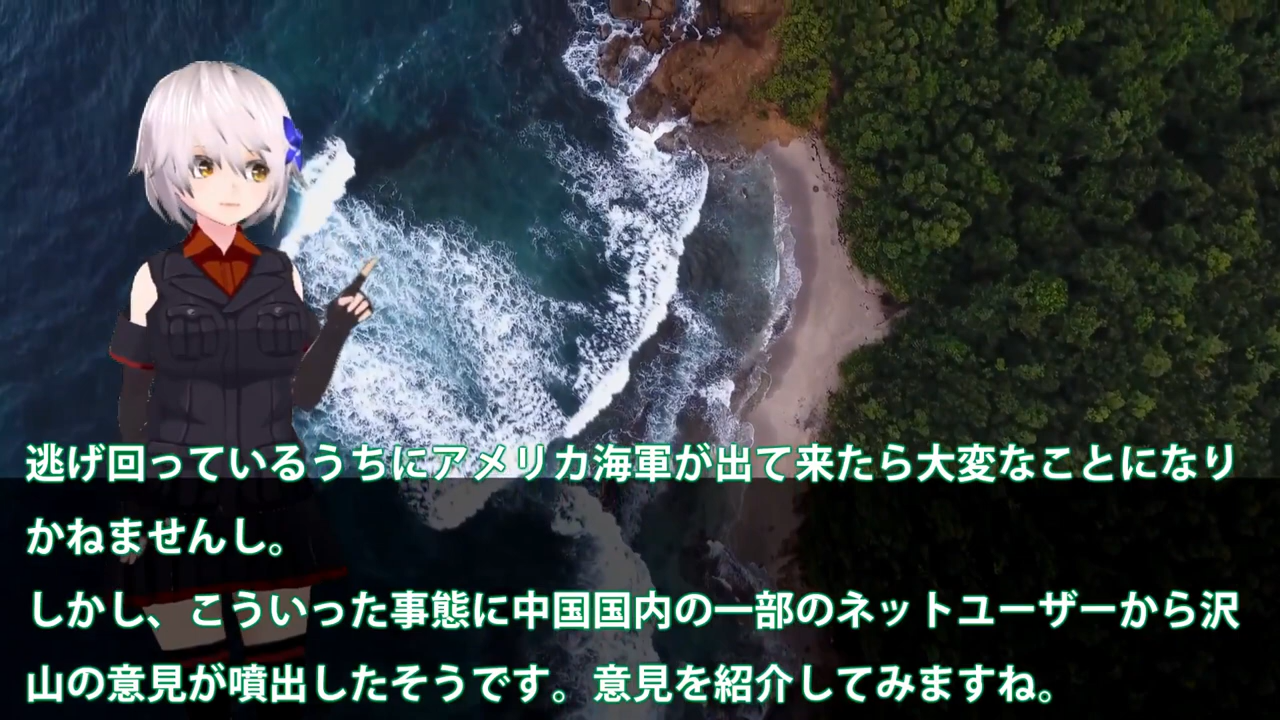 逃げ回っているうちにアメリカ海軍が出て来たら大変なことになり
かねませんし。
しかし、こういった事態に中国国内の一部のネットユーザーから沢
山の意見が噴出したそうです。意見を紹介してみますね。